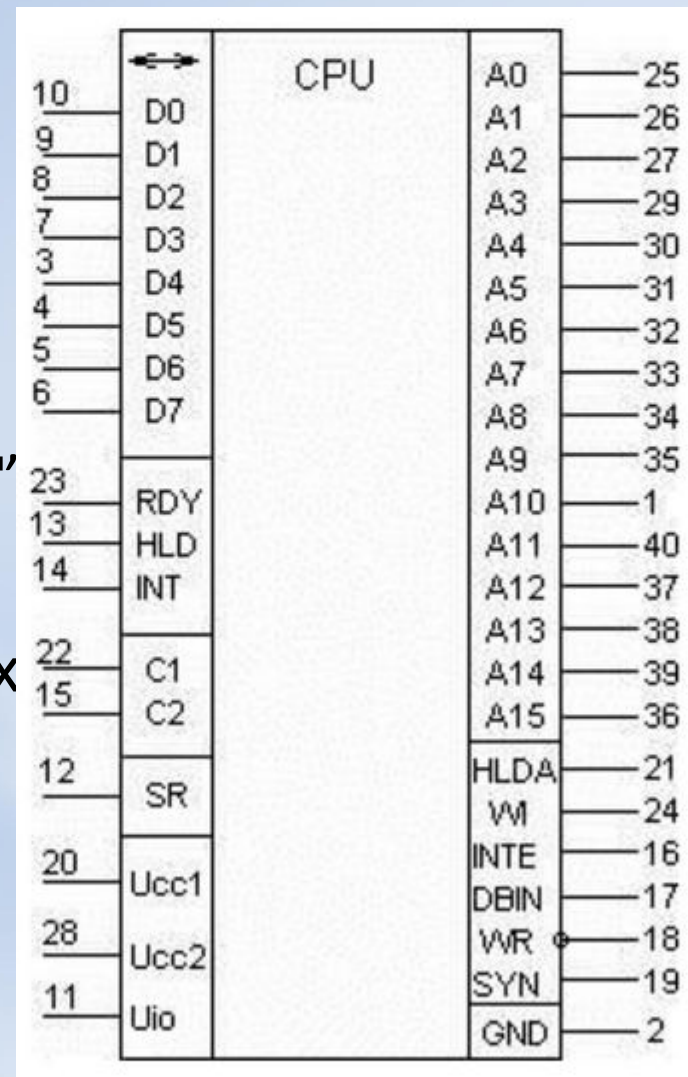 CPU
10 D0
9 D1
8 D2
7 D3
3 D4
4 D5
5 D6
6 D7
23 RDY
13 HLD
14 INT
22 C1
15 C2
12 SR
20 Ucc1
28 Ucc2
11 Uio
A0 25
A1 26
A2 27
A3 29
A4 30
A5 31
A6 32
A7 33
A8 34
A9 35
A10 1
A11 40
A12 37
A13 38
A14 39
A15 36
HLDA 21
WI 24
INTE 16
DBIN 17
WR 18
SYN 19
GND 2
"
х